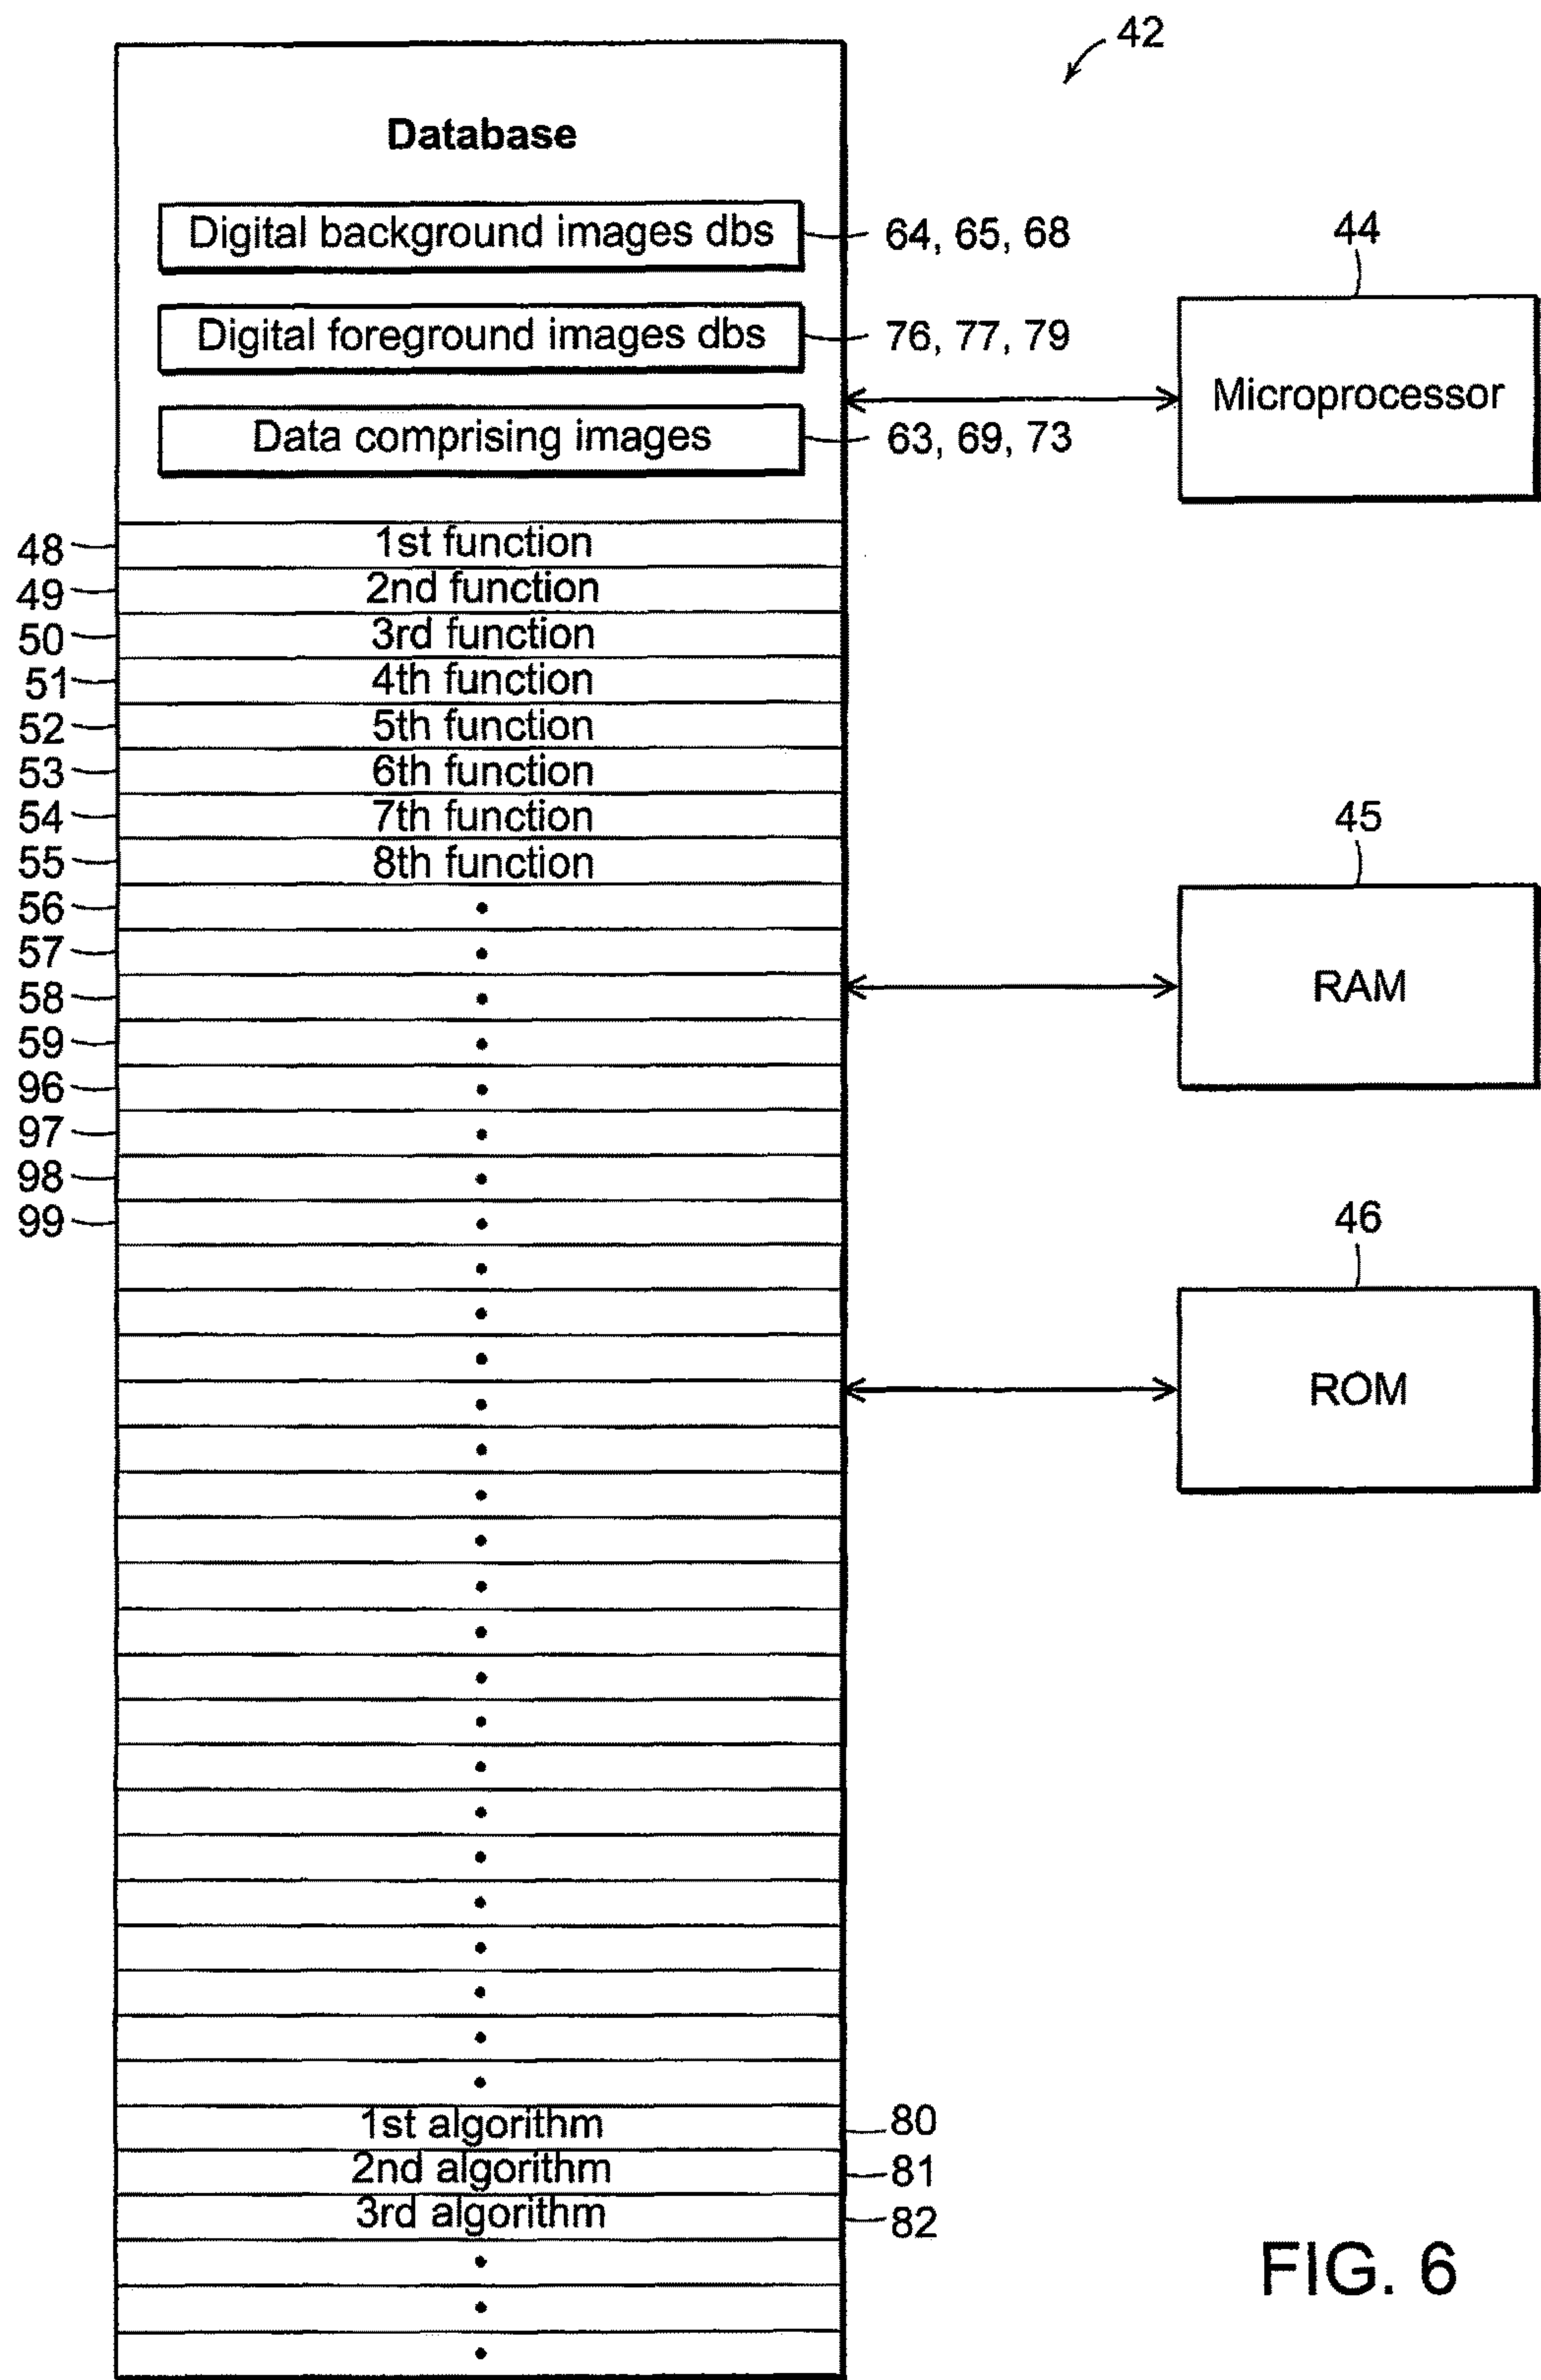 42
Database
Digital background images dbs 64, 65, 68
Digital foreground images dbs 76, 77, 79
Data comprising images 63, 69, 73
44
Microprocessor
48 1st function
49 2nd function
50 3rd function
51 4th function
52 5th function
53 6th function
54 7th function
55 8th function
56
57
58
59
96
97
98
99
45
RAM
46
ROM
1st algorithm 80
2nd algorithm 81
3rd algorithm 82
FIG. 6